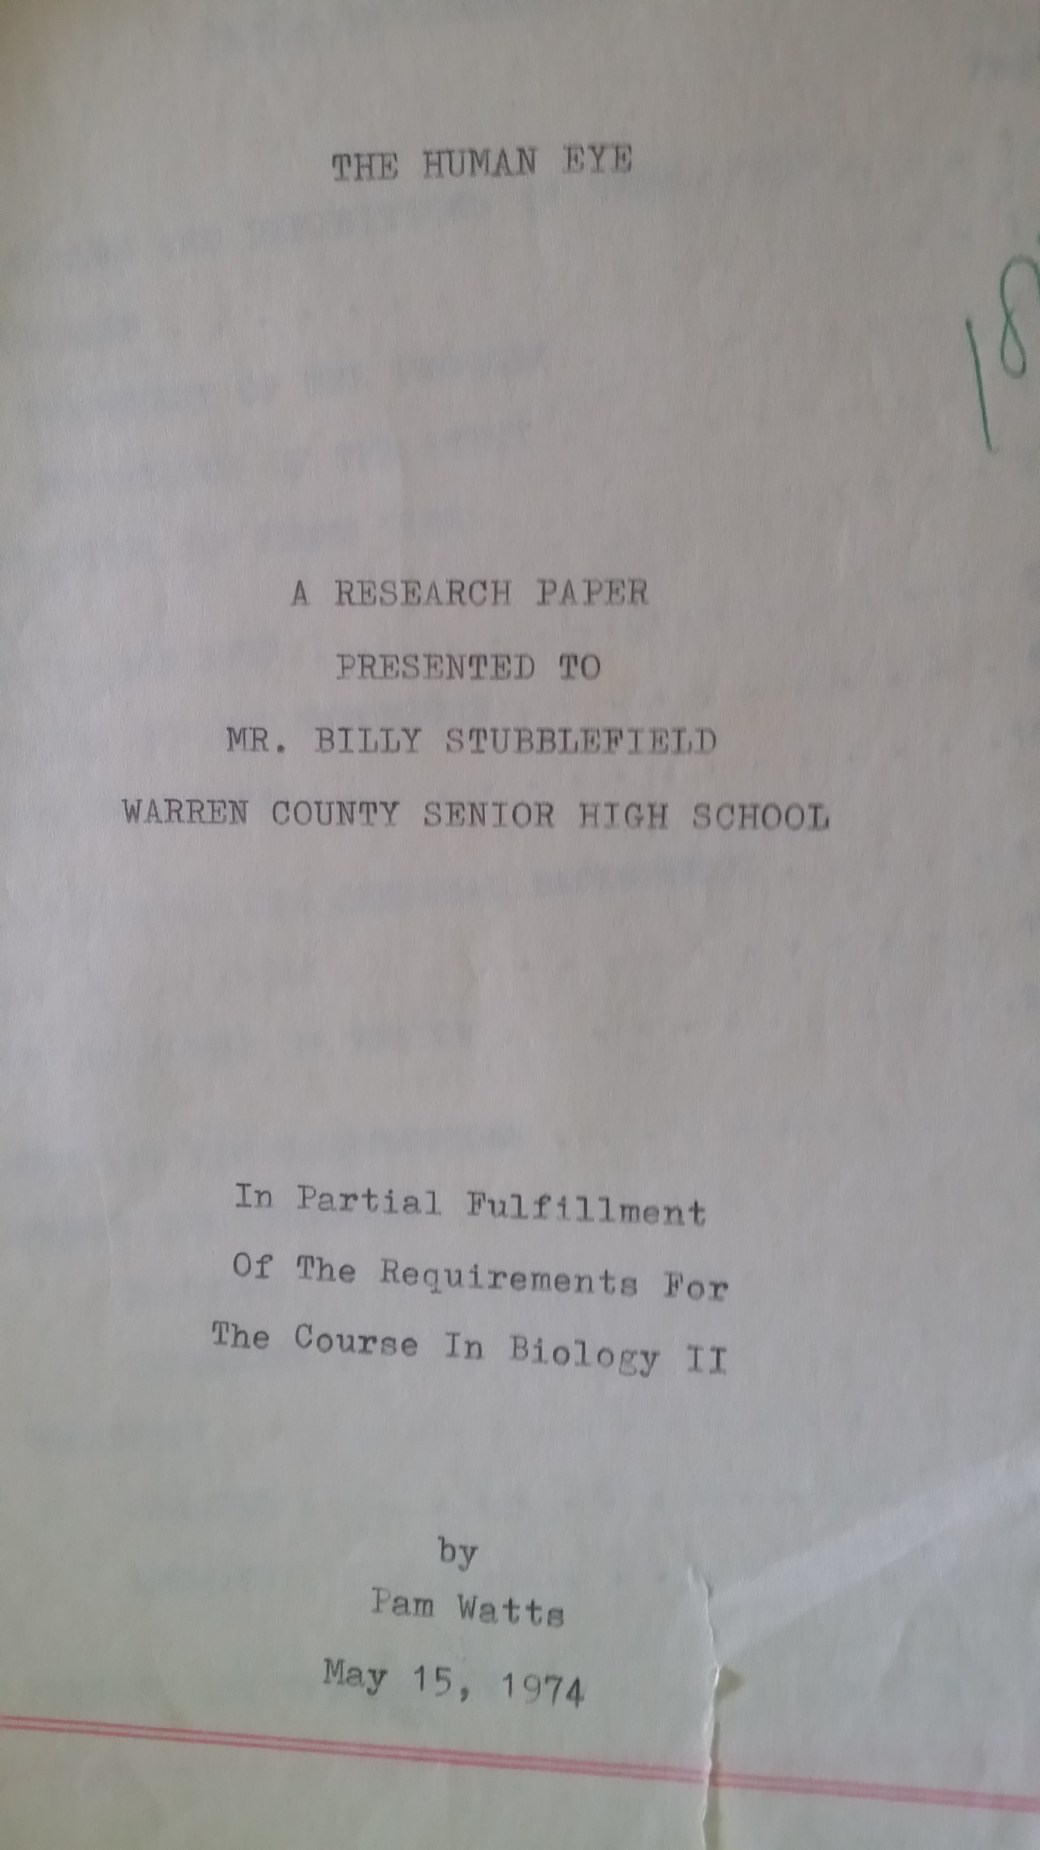 THE HUMAN EYE
18
A RESEARCH PAPER
PRESENTED TO
MR. BILLY STUBBLEFIELD
WARREN COUNTY SENIOR HIGH SCHOOL
In Partial Fulfillment
Of The Requirements For
The Course In Biology II
by
Pam Watts
May 15, 1974